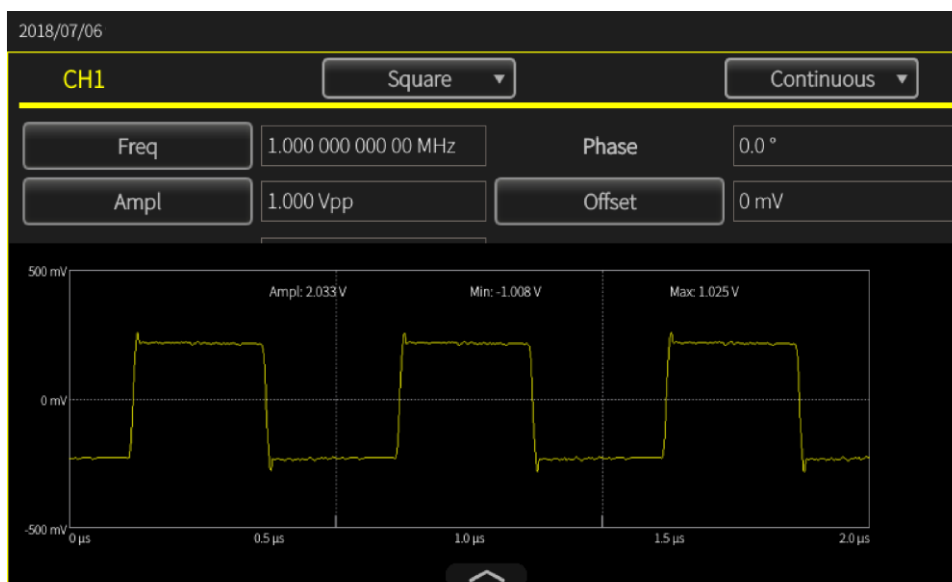 2018/07/06
CH1 Square Continuous
Freq 1.000 000 000 00 MHz Phase 0.0 °
Ampl 1.000 Vpp Offset 0 mV
500 mV
Ampl: 2.033 V Min: -1.008 V Max: 1.025 V
0 mV
-500 mV
0 µs 0.5 µs 1.0 µs 1.5 µs 2.0 µs